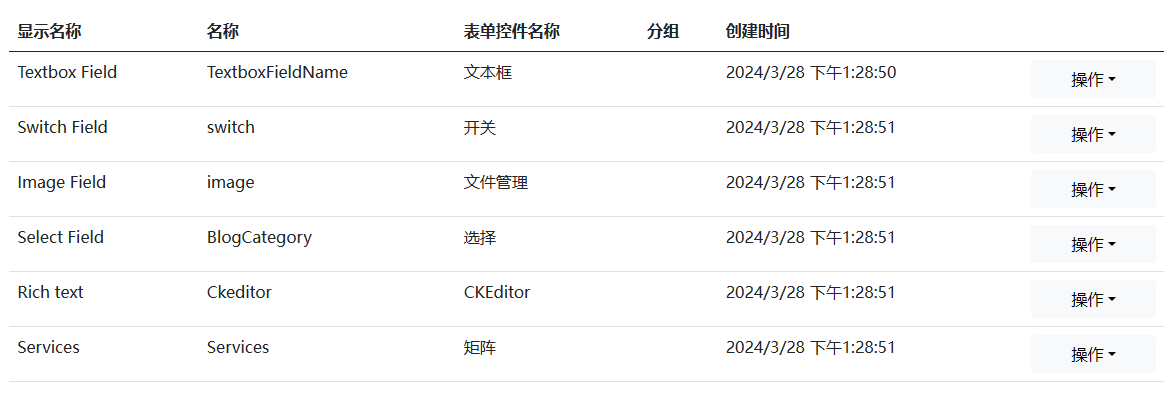 显示名称 名称 表单控件名称 分组 创建时间
Textbox Field TextboxFieldName 文本框 2024/3/28 下午1:28:50 操作
Switch Field switch 开关 2024/3/28 下午1:28:51 操作
Image Field image 文件管理 2024/3/28 下午1:28:51 操作
Select Field BlogCategory 选择 2024/3/28 下午1:28:51 操作
Rich text Ckeditor CKEditor 2024/3/28 下午1:28:51 操作
Services Services 矩阵 2024/3/28 下午1:28:51 操作